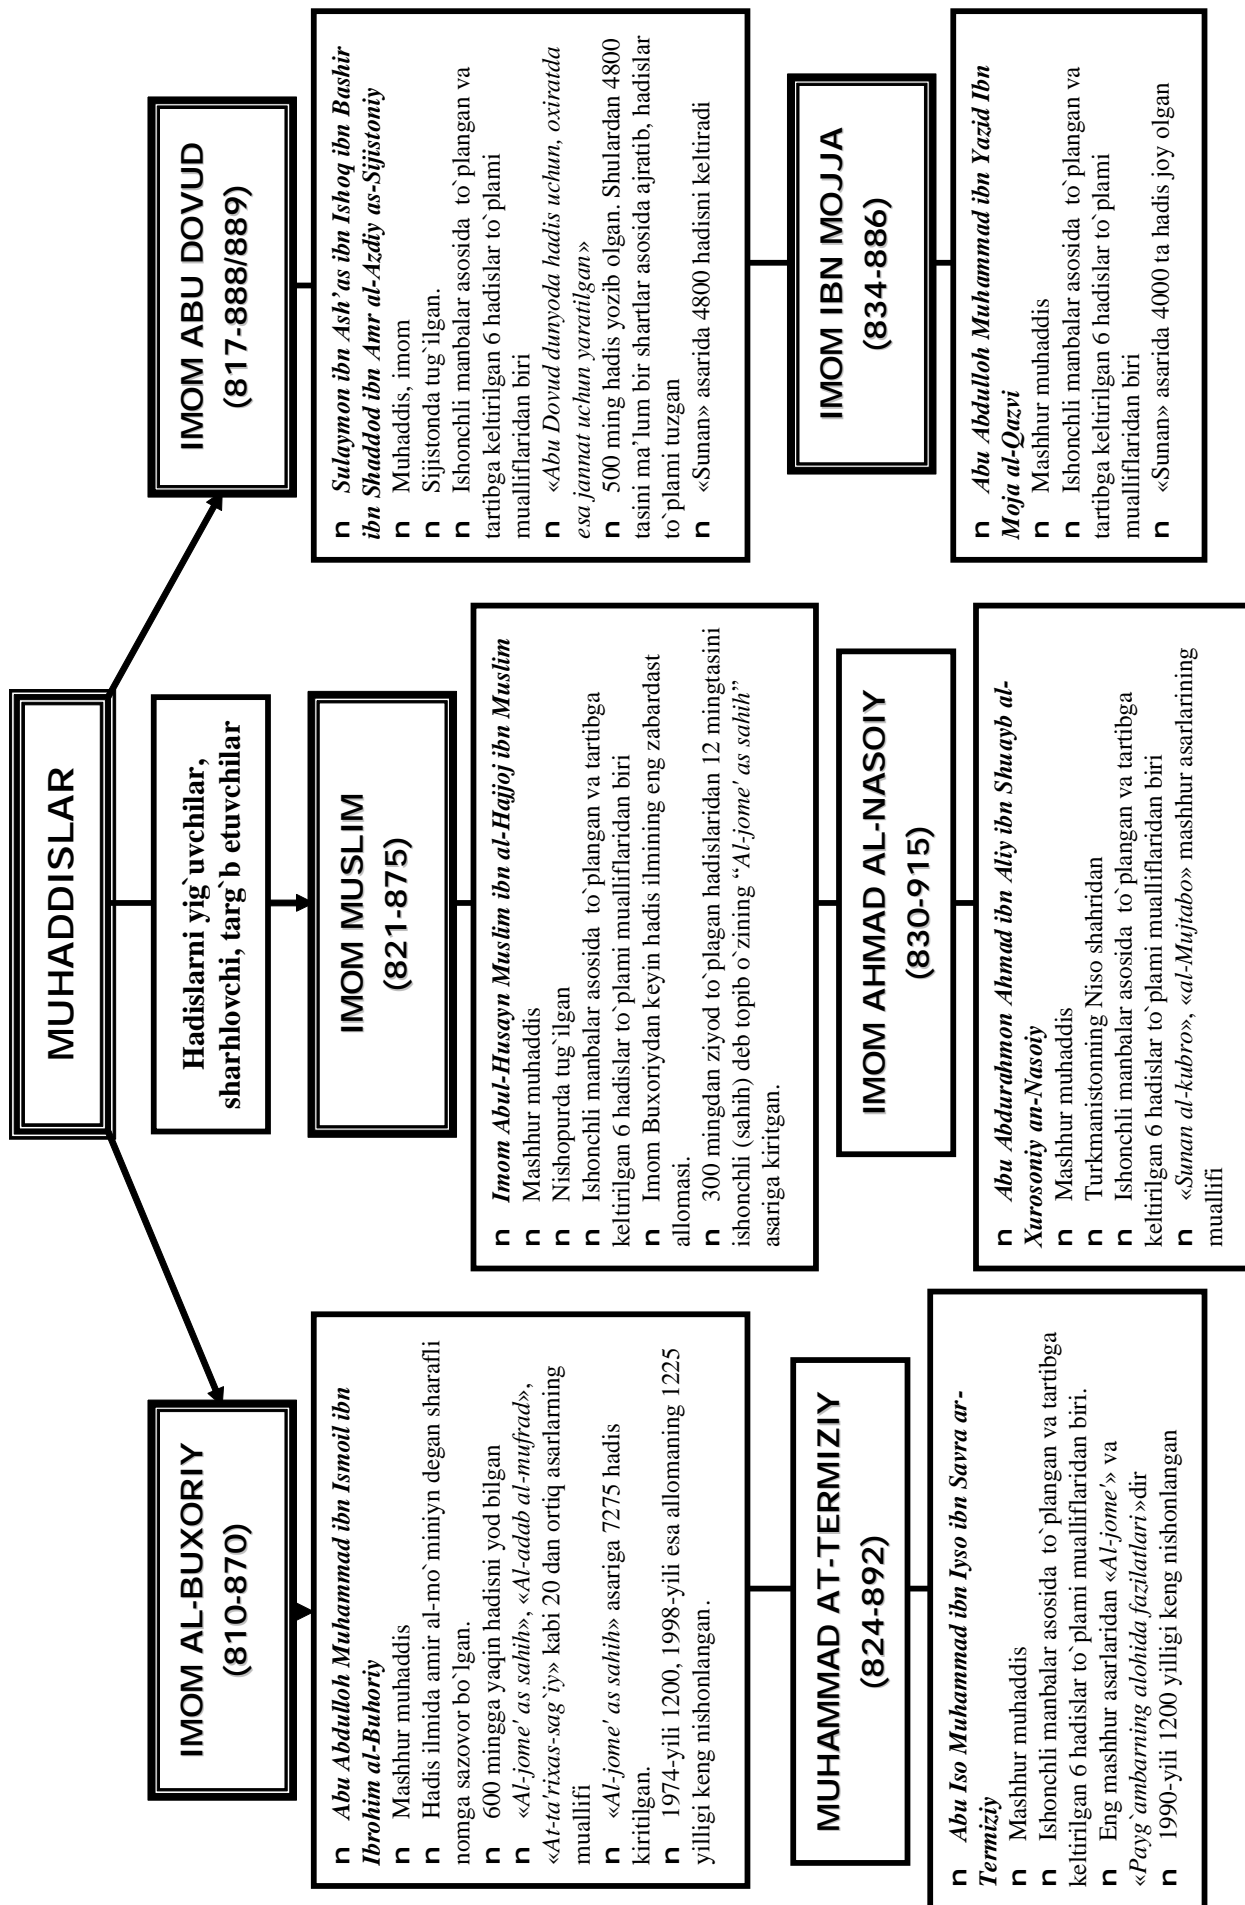 MUHADDISLAR
Hadislarni yig`uvchilar,
sharhlovchi, targ`b etuvchilar
IMOM AL-BUXORIY
(810-870)
n Abu Abdulloh Muhammad ibn Ismoil ibn
Ibrohim al-Buhoriy
n Mashhur muhaddis
n Hadis ilmida amir al-mo`miniyn degan sharafli
nomga sazovor bo`lgan.
n 600 mingga yaqin hadisni yod bilgan
n «Al-jome' as sahih», «Al-adab al-mufrad»,
«At-ta'rixas-sag`iy» kabi 20 dan ortiq asarlarning
muallifi
n «Al-jome' as sahih» asariga 7275 hadis
kiritilgan.
n 1974-yili 1200, 1998-yili esa allomaning 1225
yilligi keng nishonlangan.
MUHAMMAD AT-TERMIZIY
(824-892)
n Abu Iso Muhammad ibn Iyso ibn Savra ar-
Termiziy
n Mashhur muhaddis
n Ishonchli manbalar asosida to`plangan va tartibga
keltirilgan 6 hadislar to`plami mualliflaridan biri.
n Eng mashhur asarlaridan «Al-jome'» va
«Payg`ambarning alohida fazilatlari»dir
n 1990-yili 1200 yilligi keng nishonlangan
IMOM MUSLIM
(821-875)
n Imom Abul-Husayn Muslim ibn al-Hajjoj ibn Muslim
n Mashhur muhaddis
n Nishopurda tug`ilgan
n Ishonchli manbalar asosida to`plangan va tartibga
keltirilgan 6 hadislar to`plami mualliflaridan biri
n Imom Buxoriydan keyin hadis ilmining eng zabardast
allomasi.
n 300 mingdan ziyod to`plagan hadislaridan 12 mingtasini
ishonchli (sahih) deb topib o`zining “Al-jome' as sahih”
asariga kiritgan.
IMOM AHMAD AL-NASOIY
(830-915)
n Abu Abdurahmon Ahmad ibn Aliy ibn Shuayb al-
Xurosoniy an-Nasoiy
n Mashhur muhaddis
n Turkmanistonning Niso shahridan
n Ishonchli manbalar asosida to`plangan va tartibga
keltirilgan 6 hadislar to`plami mualliflaridan biri
n «Sunan al-kubro», «al-Mujtabo» mashhur asarlarining
muallifi
IMOM ABU DOVUD
(817-888/889)
n Sulaymon ibn Ash'as ibn Ishoq ibn Bashir
ibn Shaddod ibn Amr al-Azdiy as-Sijistoniy
n Muhaddis, imom
n Sijistonda tug`ilgan.
n Ishonchli manbalar asosida to`plangan va
tartibga keltirilgan 6 hadislar to`plami
mualliflaridan biri
n «Abu Dovud dunyoda hadis uchun, oxiratda
esa jannat uchun yaratilgan»
n 500 ming hadis yozib olgan. Shulardan 4800
tasini ma'lum bir shartlar asosida ajratib, hadislar
to`plami tuzgan
n «Sunan» asarida 4800 hadisni keltiradi
IMOM IBN MOJJA
(834-886)
n Abu Abdulloh Muhammad ibn Yazid Ibn
Moja al-Qazvi
n Mashhur muhaddis
n Ishonchli manbalar asosida to`plangan va
tartibga keltirilgan 6 hadislar to`plami
mualliflaridan biri
n «Sunan» asarida 4000 ta hadis joy olgan